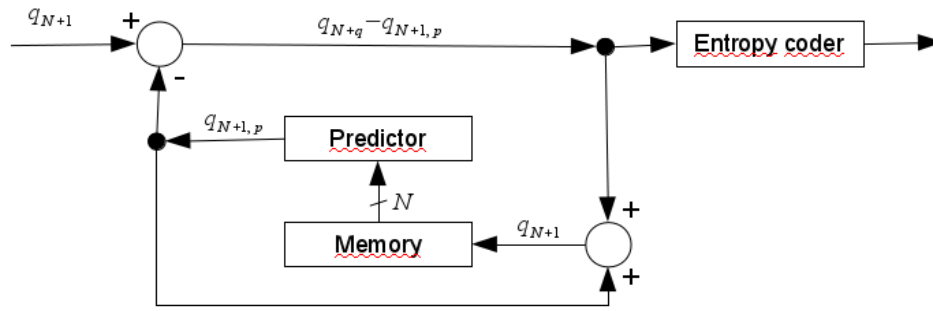 q_{N+1}
+
q_{N+q} − q_{N+1, p}
Entropy coder
-
q_{N+1, p}
Predictor
N
+
q_{N+1}
Memory
+